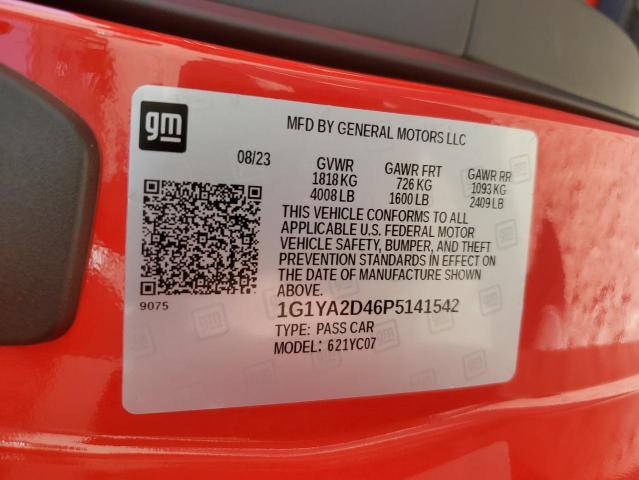 gm
MFD BY GENERAL MOTORS LLC
08/23 GVWR GAWR FRT GAWR RR
1818 KG 726 KG 1093 KG
4008 LB 1600 LB 2409 LB
THIS VEHICLE CONFORMS TO ALL
APPLICABLE U.S. FEDERAL MOTOR
VEHICLE SAFETY, BUMPER, AND THEFT
PREVENTION STANDARDS IN EFFECT ON
THE DATE OF MANUFACTURE SHOWN
ABOVE.
9075
1G1YA2D46P5141542
TYPE: PASS CAR
MODEL: 621YC07